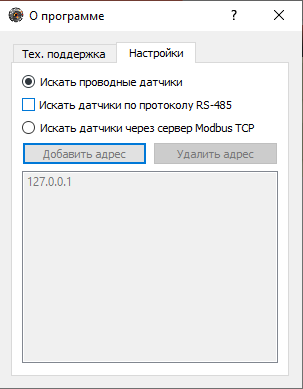 О программе
?
Тех. поддержка
Настройки
Искать проводные датчики
Искать датчики по протоколу RS-485
Искать датчики через сервер Modbus TCP
Добавить адрес
Удалить адрес
127.0.0.1